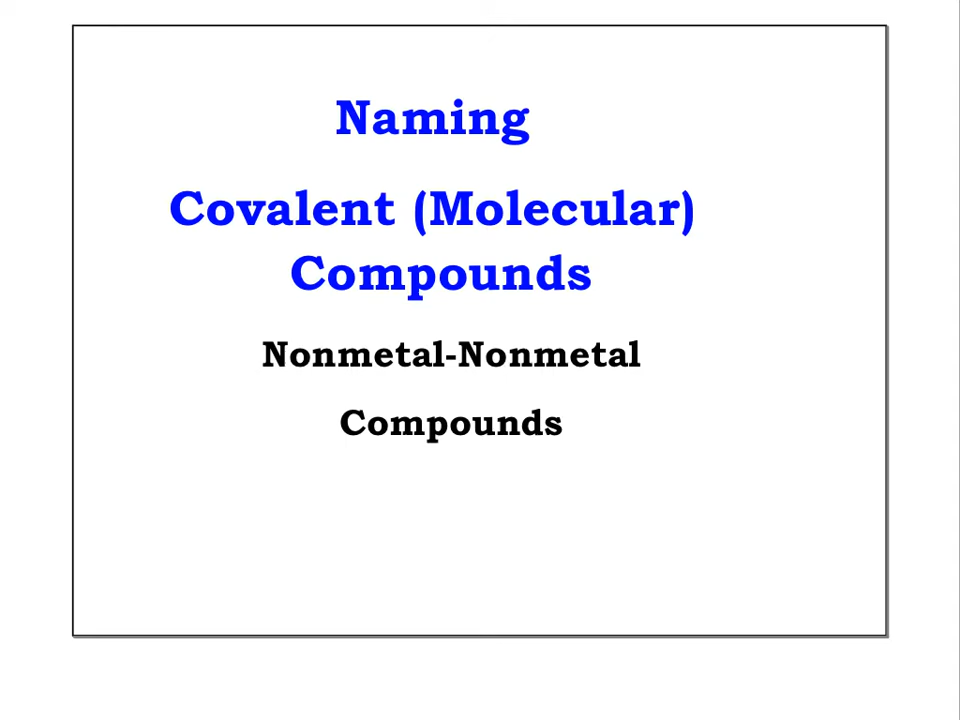 Naming
Covalent (Molecular)
Compounds
Nonmetal-Nonmetal
Compounds